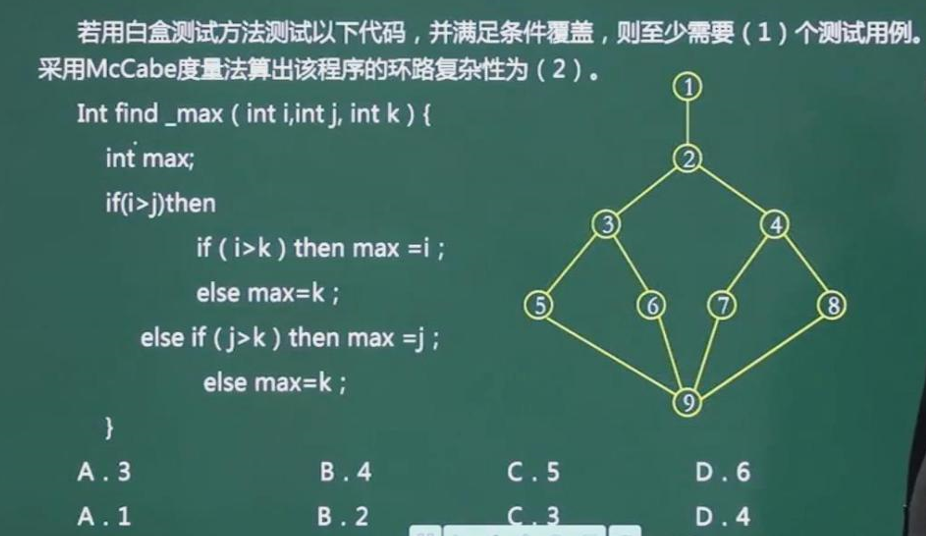 若用白盒测试方法测试以下代码，并满足条件覆盖，则至少需要（1）个测试用例。
采用McCabe度量法算出该程序的环路复杂性为（2）。
Int find _max ( int i,int j, int k ) {
int max;
if(i>j)then
if ( i>k ) then max =i ;
else max=k ;
else if ( j>k ) then max =j ;
else max=k ;
}
①
②
③ ④
⑤ ⑥ ⑦ ⑧
⑨
A . 3 B . 4 C . 5 D . 6
A . 1 B . 2 C . 3 D . 4